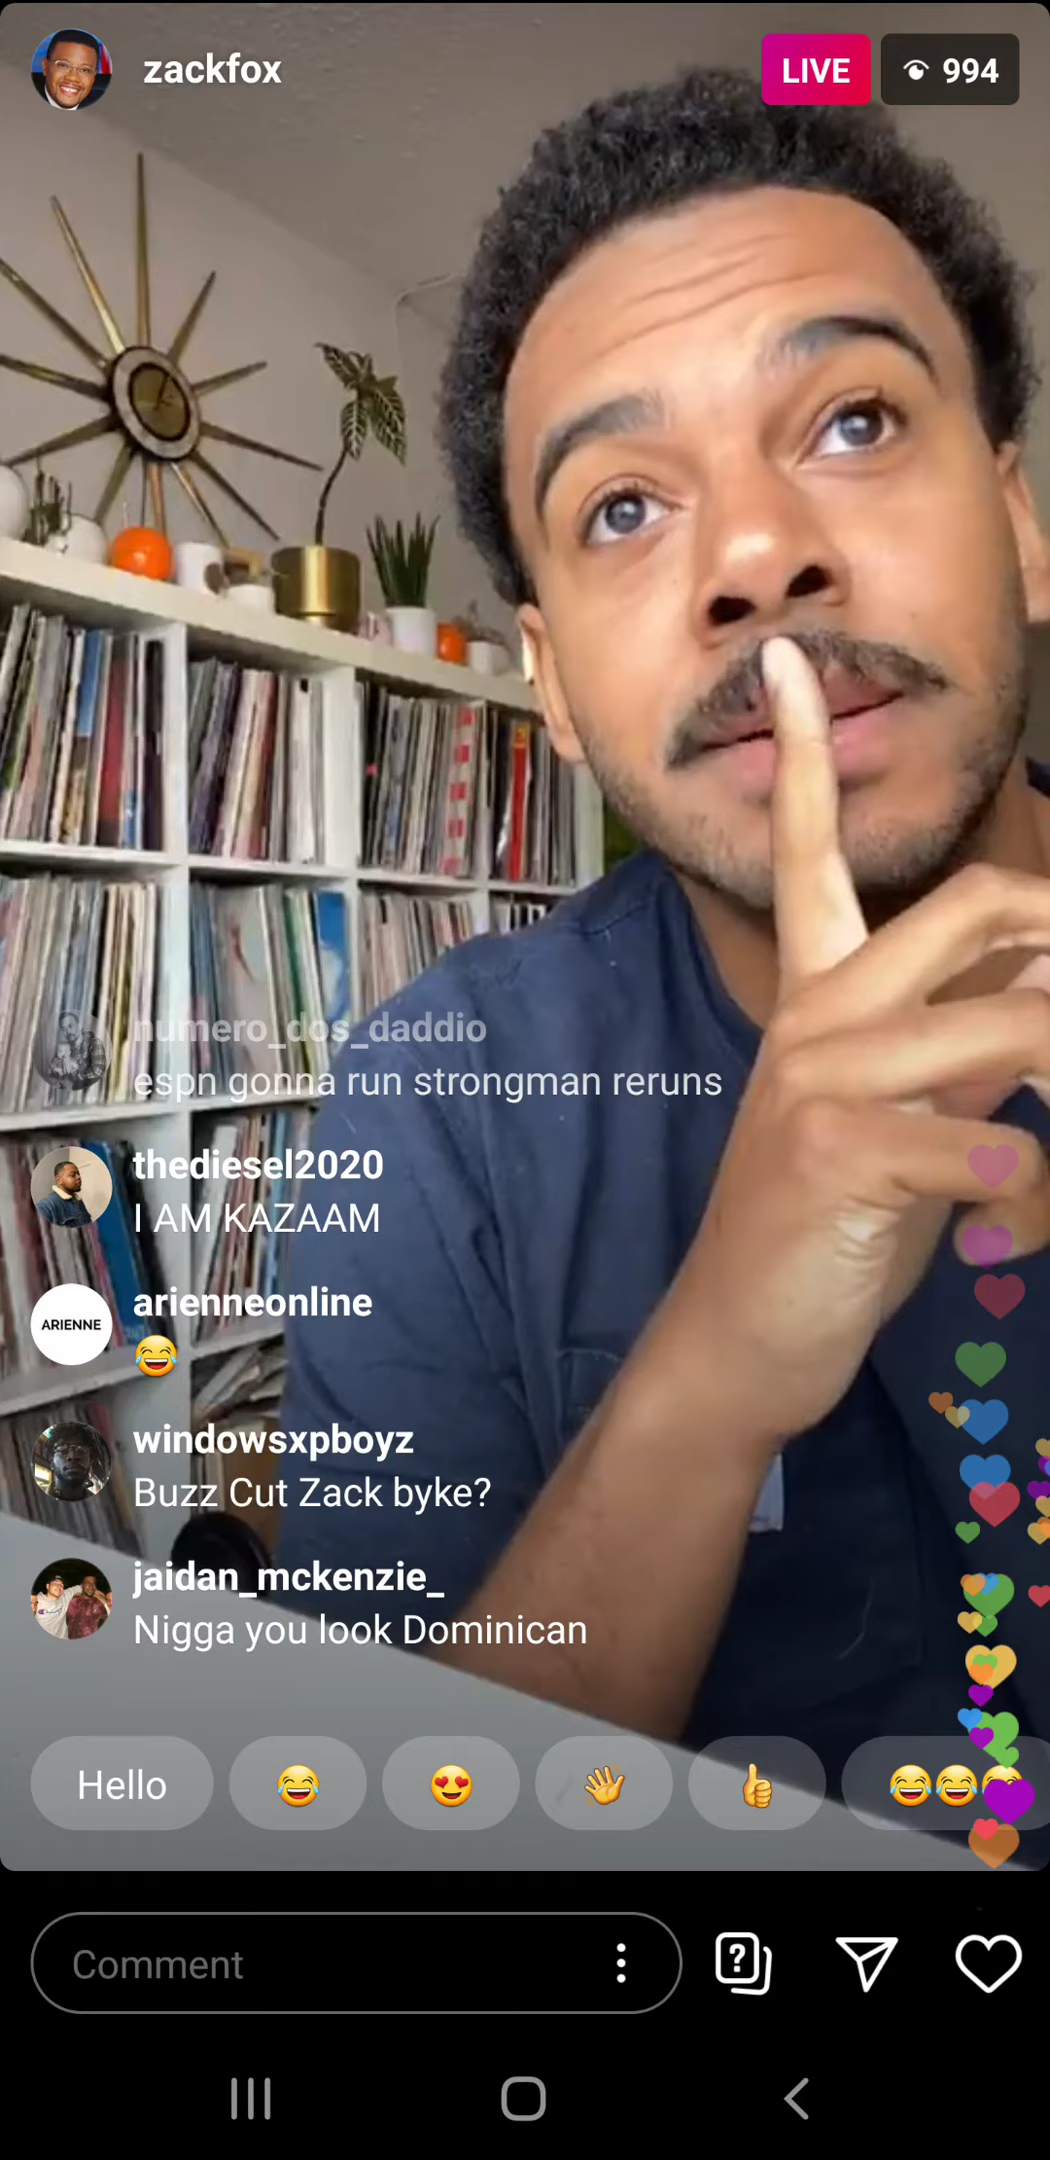 zackfox
LIVE
994
numero_dos_daddio
espn gonna run strongman reruns
thediesel2020
I AM KAZAAM
ARIENNE
arienneonline
😂
windowsxpboyz
Buzz Cut Zack byke?
jaidan_mckenzie_
Nigga you look Dominican
Hello 😂 😍 👋 👍 😂😂😂
Comment